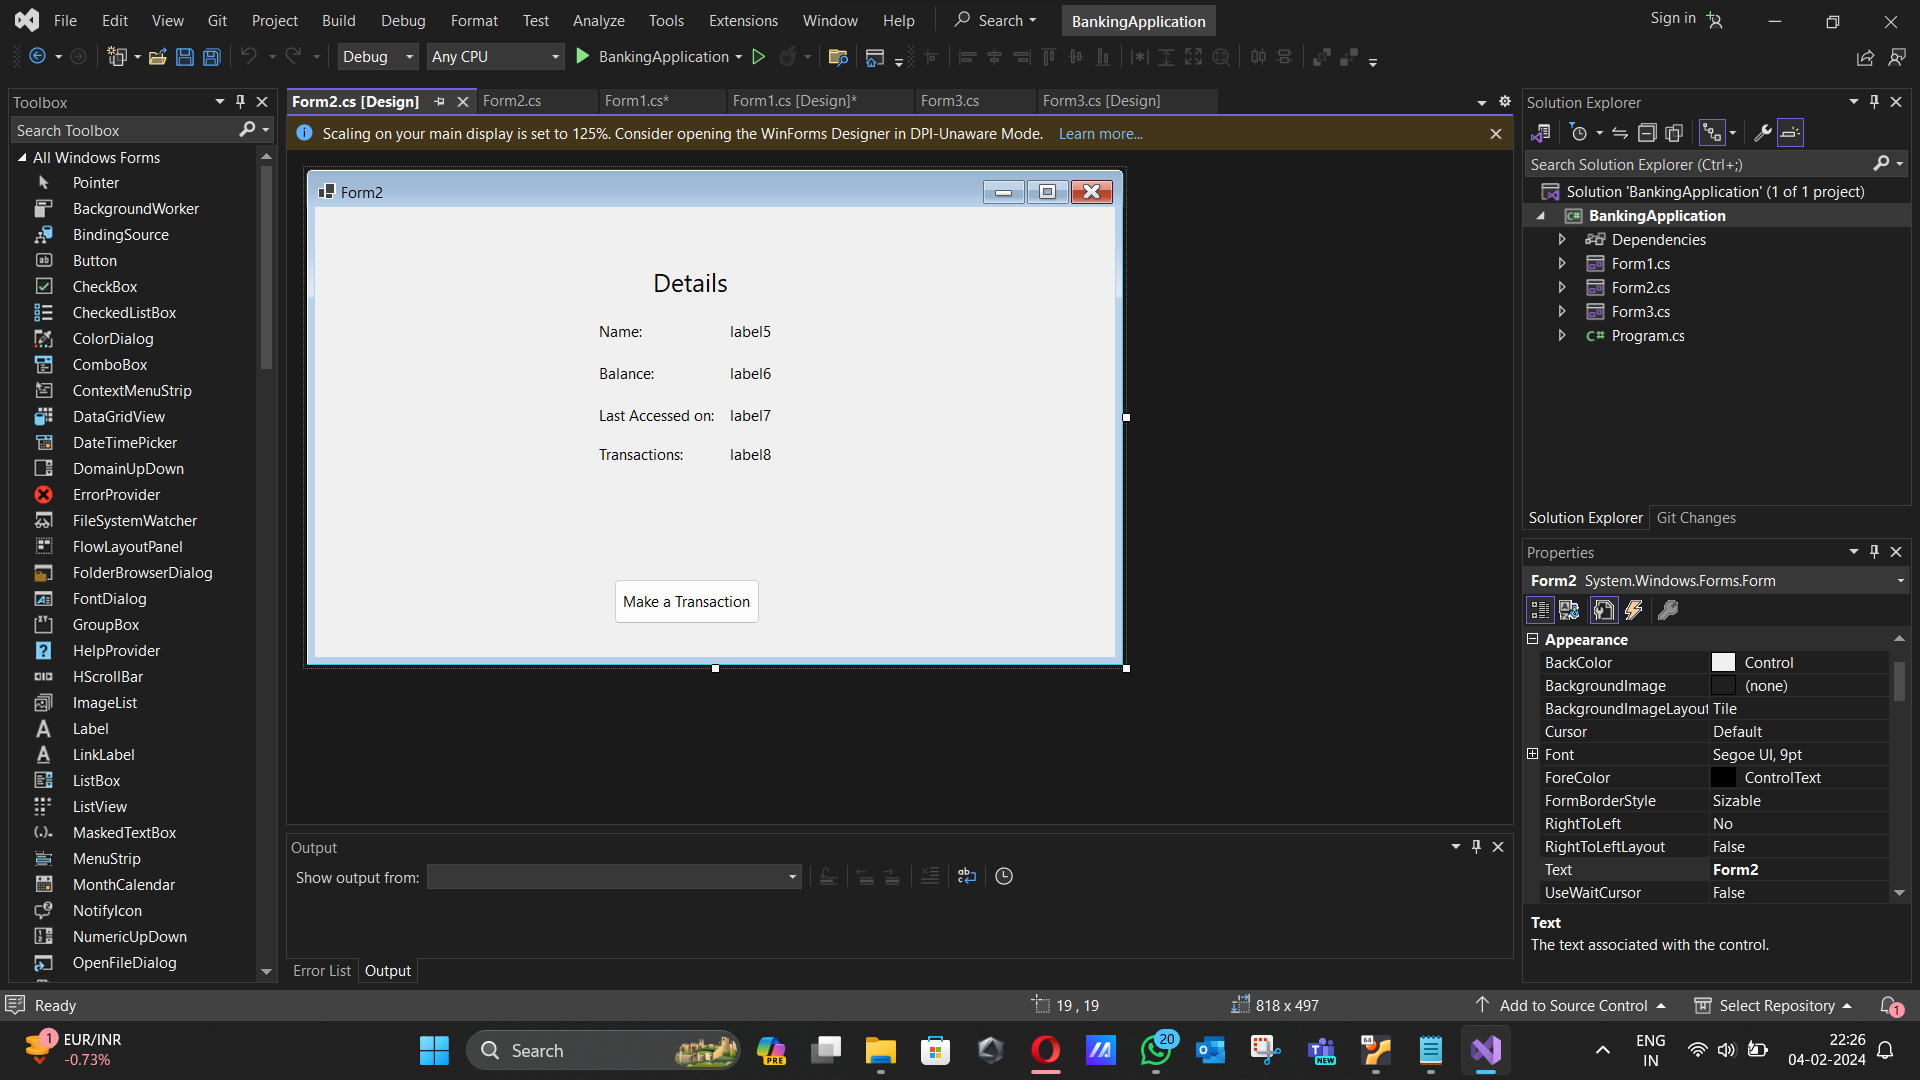 File Edit View Git Project Build Debug Format Test Analyze Tools Extensions Window Help Search BankingApplication Sign in
Debug Any CPU BankingApplication
Toolbox
Search Toolbox
All Windows Forms
Pointer
BackgroundWorker
BindingSource
Button
CheckBox
CheckedListBox
ColorDialog
ComboBox
ContextMenuStrip
DataGridView
DateTimePicker
DomainUpDown
ErrorProvider
FileSystemWatcher
FlowLayoutPanel
FolderBrowserDialog
FontDialog
GroupBox
HelpProvider
HScrollBar
ImageList
Label
LinkLabel
ListBox
ListView
MaskedTextBox
MenuStrip
MonthCalendar
NotifyIcon
NumericUpDown
OpenFileDialog
Form2.cs [Design] Form2.cs Form1.cs* Form1.cs [Design]* Form3.cs Form3.cs [Design]
Scaling on your main display is set to 125%. Consider opening the WinForms Designer in DPI-Unaware Mode. Learn more...
Form2
Details
Name: label5
Balance: label6
Last Accessed on: label7
Transactions: label8
Make a Transaction
Output
Show output from:
Error List Output
Solution Explorer
Search Solution Explorer (Ctrl+;)
Solution 'BankingApplication' (1 of 1 project)
BankingApplication
Dependencies
Form1.cs
Form2.cs
Form3.cs
Program.cs
Solution Explorer Git Changes
Properties
Form2 System.Windows.Forms.Form
Appearance
BackColor Control
BackgroundImage (none)
BackgroundImageLayout Tile
Cursor Default
Font Segoe UI, 9pt
ForeColor ControlText
FormBorderStyle Sizable
RightToLeft No
RightToLeftLayout False
Text Form2
UseWaitCursor False
Text
The text associated with the control.
Ready 19 , 19 818 x 497 Add to Source Control Select Repository 1
1 EUR/INR
-0.73%
Search
PRE
20
NEW
64
ENG
IN
22:26
04-02-2024